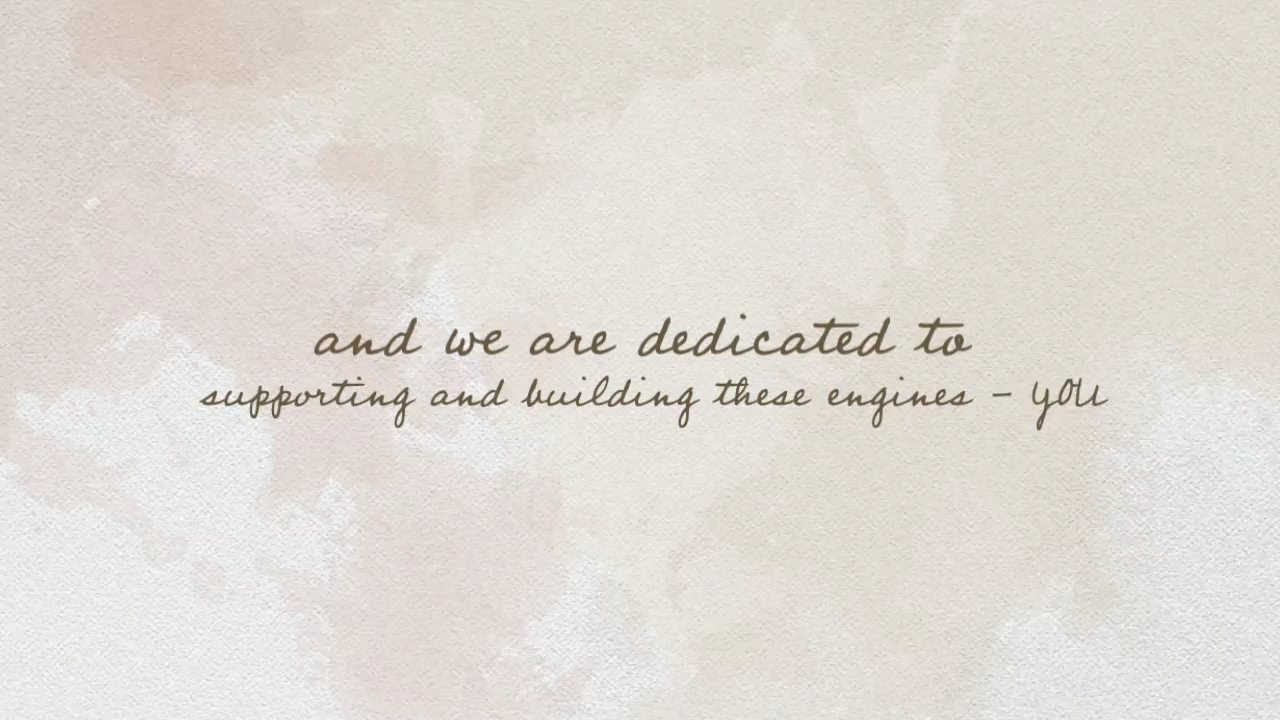 and we are dedicated to
supporting and building these engines - YOU